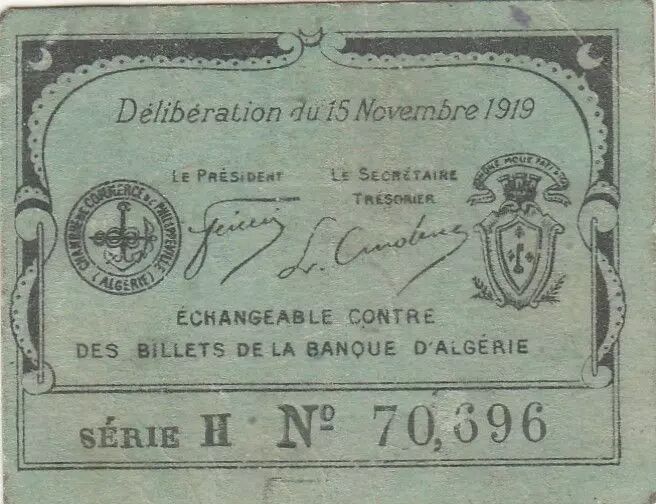 Délibération du 15 Novembre 1919
LE PRÉSIDENT
LE SECRÉTAIRE
TRÉSORIER
CHAMBRE DE COMMERCE DE PHILIPPEVILLE
(ALGÉRIE)
ÉCHANGEABLE CONTRE
DES BILLETS DE LA BANQUE D'ALGÉRIE
SÉRIE H Nº 70,696